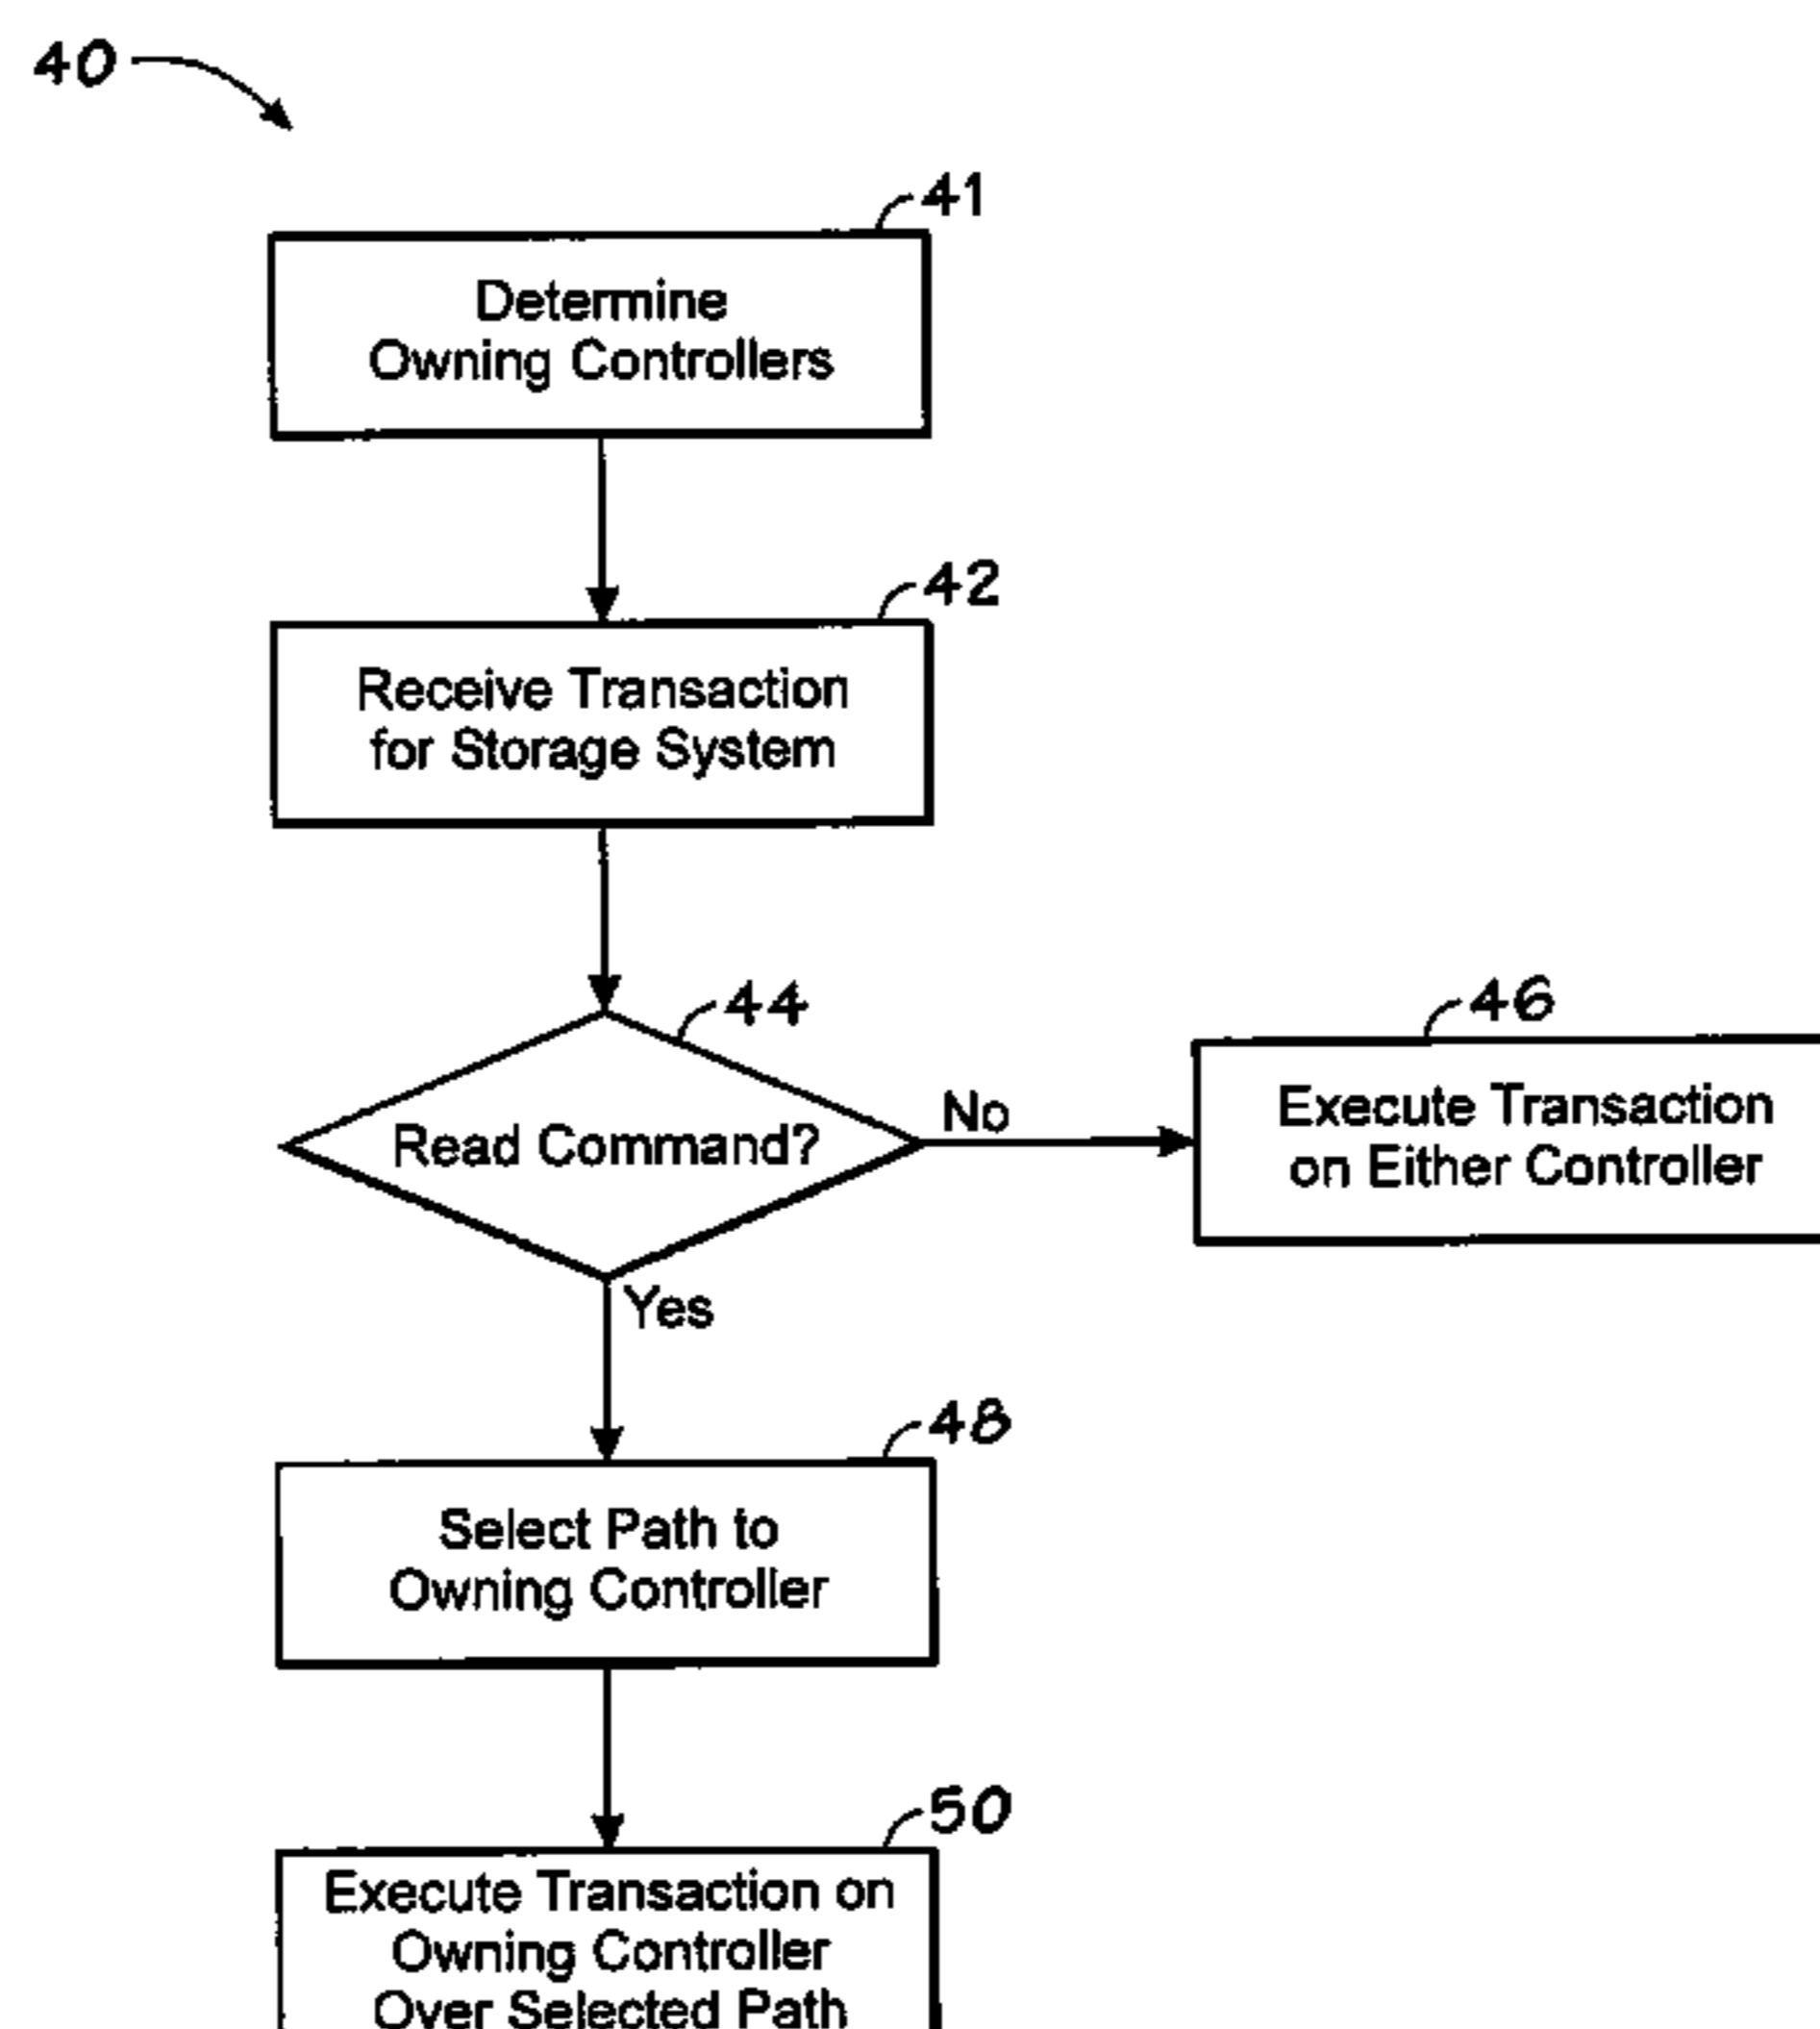 40
41
Determine
Owning Controllers
42
Receive Transaction
for Storage System
44
Read Command?
No
46
Execute Transaction
on Either Controller
Yes
48
Select Path to
Owning Controller
50
Execute Transaction on
Owning Controller
Over Selected Path